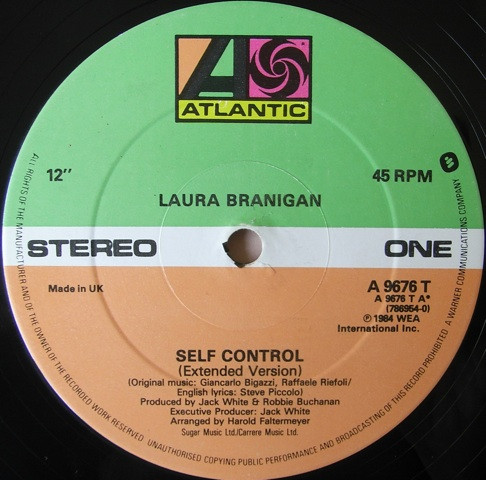 ATLANTIC
12”
45 RPM
LAURA BRANIGAN
STEREO
ONE
Made in UK
A 9676 T
A 9676 T A*
(786954-0)
℗ 1984 WEA
International Inc.
SELF CONTROL
(Extended Version)
(Original music: Giancarlo Bigazzi, Raffaele Riefoli/
English lyrics: Steve Piccolo)
Produced by Jack White & Robbie Buchanan
Executive Producer: Jack White
Arranged by Harold Faltermeyer
Sugar Music Ltd./Carrere Music Ltd.
ALL RIGHTS OF THE MANUFACTURER AND OF THE OWNER OF THE RECORDED WORK RESERVED. UNAUTHORISED COPYING PUBLIC PERFORMANCE AND BROADCASTING OF THIS RECORD PROHIBITED. A WARNER COMMUNICATIONS COMPANY